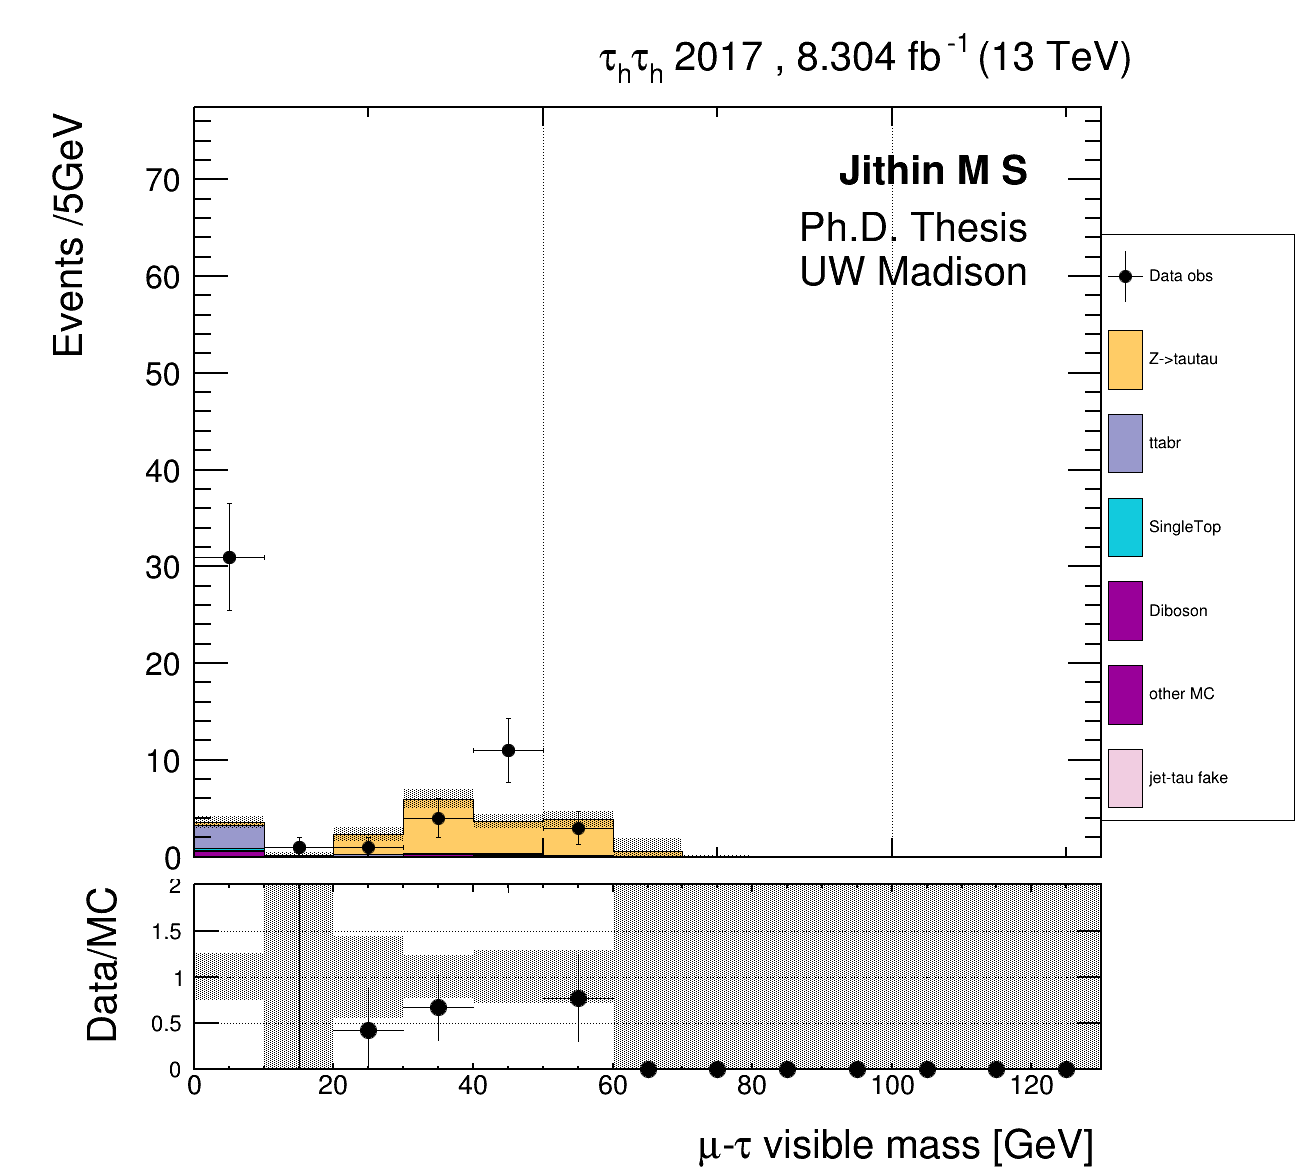 τhτh 2017 , 8.304 fb-1 (13 TeV)
Events /5GeV
Jithin M S
Ph.D. Thesis
UW Madison
70
60
50
40
30
20
10
0
Data obs
Z->tautau
ttabr
SingleTop
Diboson
other MC
jet-tau fake
Data/MC
2
1.5
1
0.5
0
0 20 40 60 80 100 120
μ-τ visible mass [GeV]